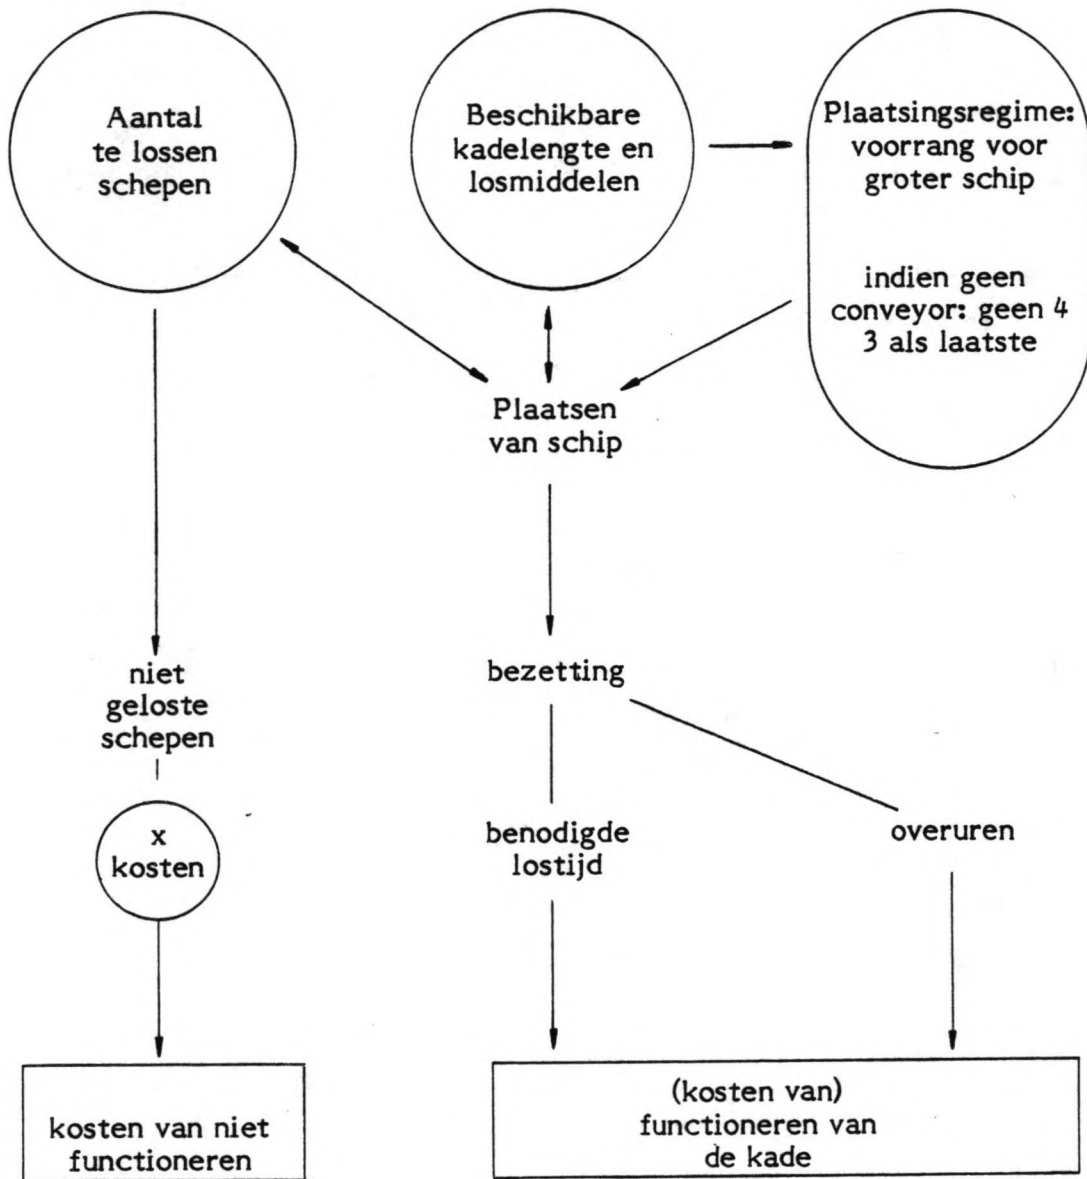 Aantal
te lossen
schepen
Beschikbare
kadelengte en
losmiddelen
Plaatsingsregime:
voorrang voor
groter schip
indien geen
conveyor: geen 4
3 als laatste
Plaatsen
van schip
niet
geloste
schepen
bezetting
x
kosten
benodigde
lostijd
overuren
kosten van niet
functioneren
(kosten van)
functioneren van
de kade